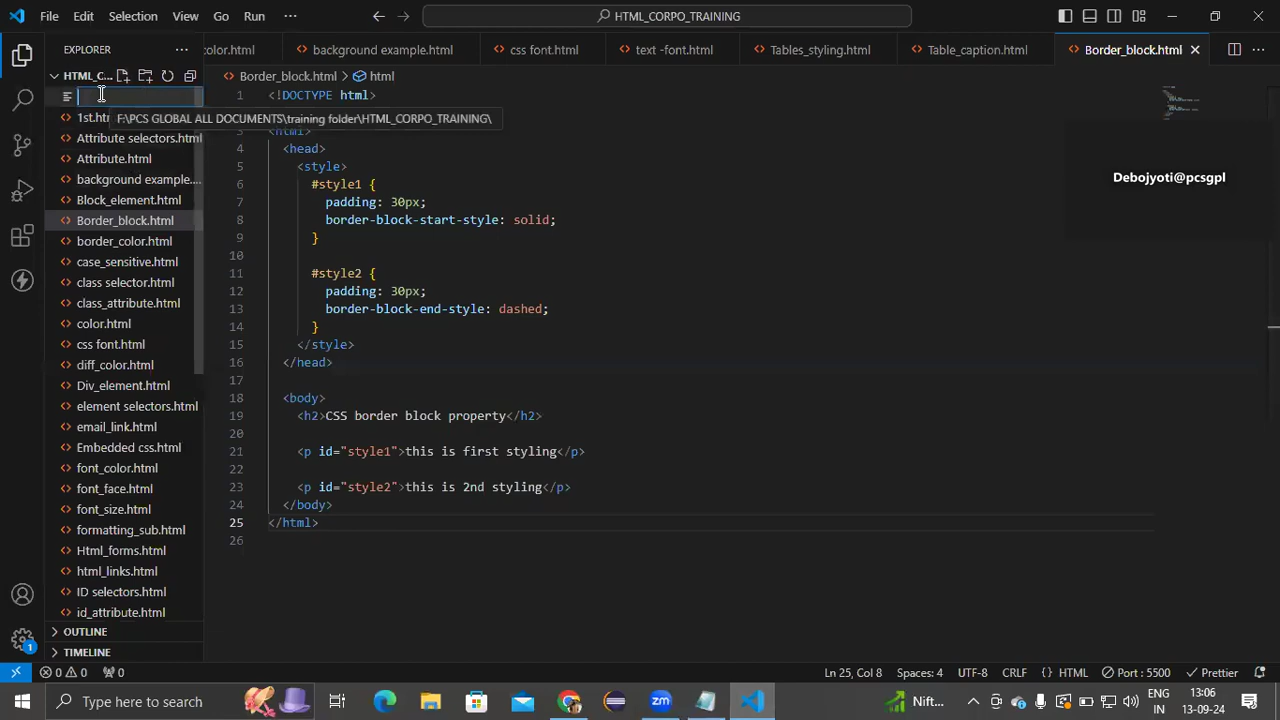 File Edit Selection View Go Run ··· HTML_CORPO_TRAINING
EXPLORER ···
color.html background example.html css font.html text -font.html Tables_styling.html Table_caption.html Border_block.html
HTML_C...
Border_block.html > html
F:\PCS GLOBAL ALL DOCUMENTS\training folder\HTML_CORPO_TRAINING\
Attribute selectors.html
Attribute.html
background example....
Block_element.html
Border_block.html
border_color.html
case_sensitive.html
class selector.html
class_attribute.html
color.html
css font.html
diff_color.html
Div_element.html
element selectors.html
email_link.html
Embedded css.html
font_color.html
font_face.html
font_size.html
formatting_sub.html
Html_forms.html
html_links.html
ID selectors.html
id_attribute.html
OUTLINE
TIMELINE
1 <!DOCTYPE html>
<html>
4 <head>
5 <style>
6 #style1 {
7 padding: 30px;
8 border-block-start-style: solid;
9 }
10
11 #style2 {
12 padding: 30px;
13 border-block-end-style: dashed;
14 }
15 </style>
16 </head>
17
18 <body>
19 <h2>CSS border block property</h2>
20
21 <p id="style1">this is first styling</p>
22
23 <p id="style2">this is 2nd styling</p>
24 </body>
25 </html>
26
Debojyoti@pcsgpl
1
0 0 0 Ln 25, Col 8 Spaces: 4 UTF-8 CRLF {} HTML Port : 5500 Prettier
Type here to search zm Nift... ENG IN 13:06 13-09-24